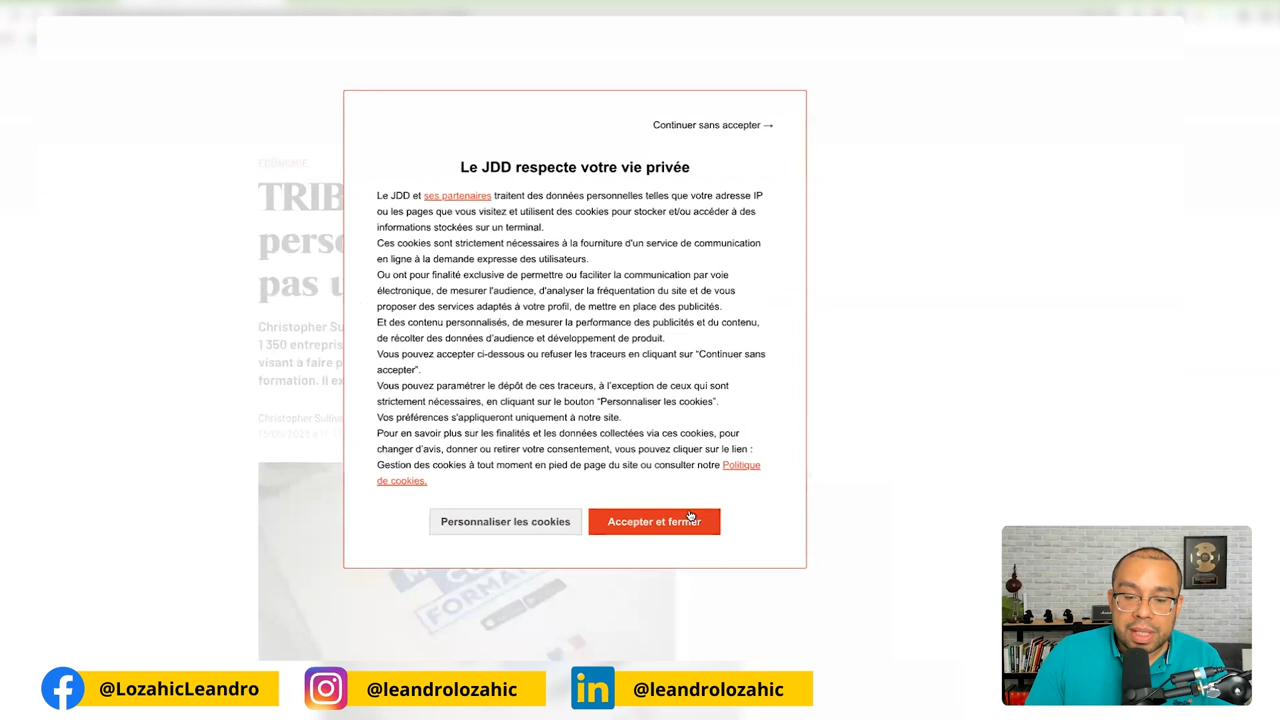 Continuer sans accepter →
Le JDD respecte votre vie privée
Le JDD et ses partenaires traitent des données personnelles telles que votre adresse IP
ou les pages que vous visitez et utilisent des cookies pour stocker et/ou accéder à des
informations stockées sur un terminal.
Ces cookies sont strictement nécessaires à la fourniture d'un service de communication
en ligne à la demande expresse des utilisateurs.
Ou ont pour finalité exclusive de permettre ou faciliter la communication par voie
électronique, de mesurer l'audience, d'analyser la fréquentation du site et de vous
proposer des services adaptés à votre profil, de mettre en place des publicités.
Et des contenu personnalisés, de mesurer la performance des publicités et du contenu,
de récolter des données d'audience et développement de produit.
Vous pouvez accepter ci-dessous ou refuser les traceurs en cliquant sur “Continuer sans
accepter”.
Vous pouvez paramétrer le dépôt de ces traceurs, à l’exception de ceux qui sont
strictement nécessaires, en cliquant sur le bouton “Personnaliser les cookies”.
Vos préférences s'appliqueront uniquement à notre site.
Pour en savoir plus sur les finalités et les données collectées via ces cookies, pour
changer d’avis, donner ou retirer votre consentement, vous pouvez cliquer sur le lien :
Gestion des cookies à tout moment en pied de page du site ou consulter notre Politique
de cookies.
Personnaliser les cookies
Accepter et fermer
ÉCONOMIE
TRIB
perso
pas u
Christopher Su
1 350 entrepris
visant à faire p
formation. Il ex
Christopher Sulliva
FORMA
@LozahicLeandro
@leandrolozahic
@leandrolozahic